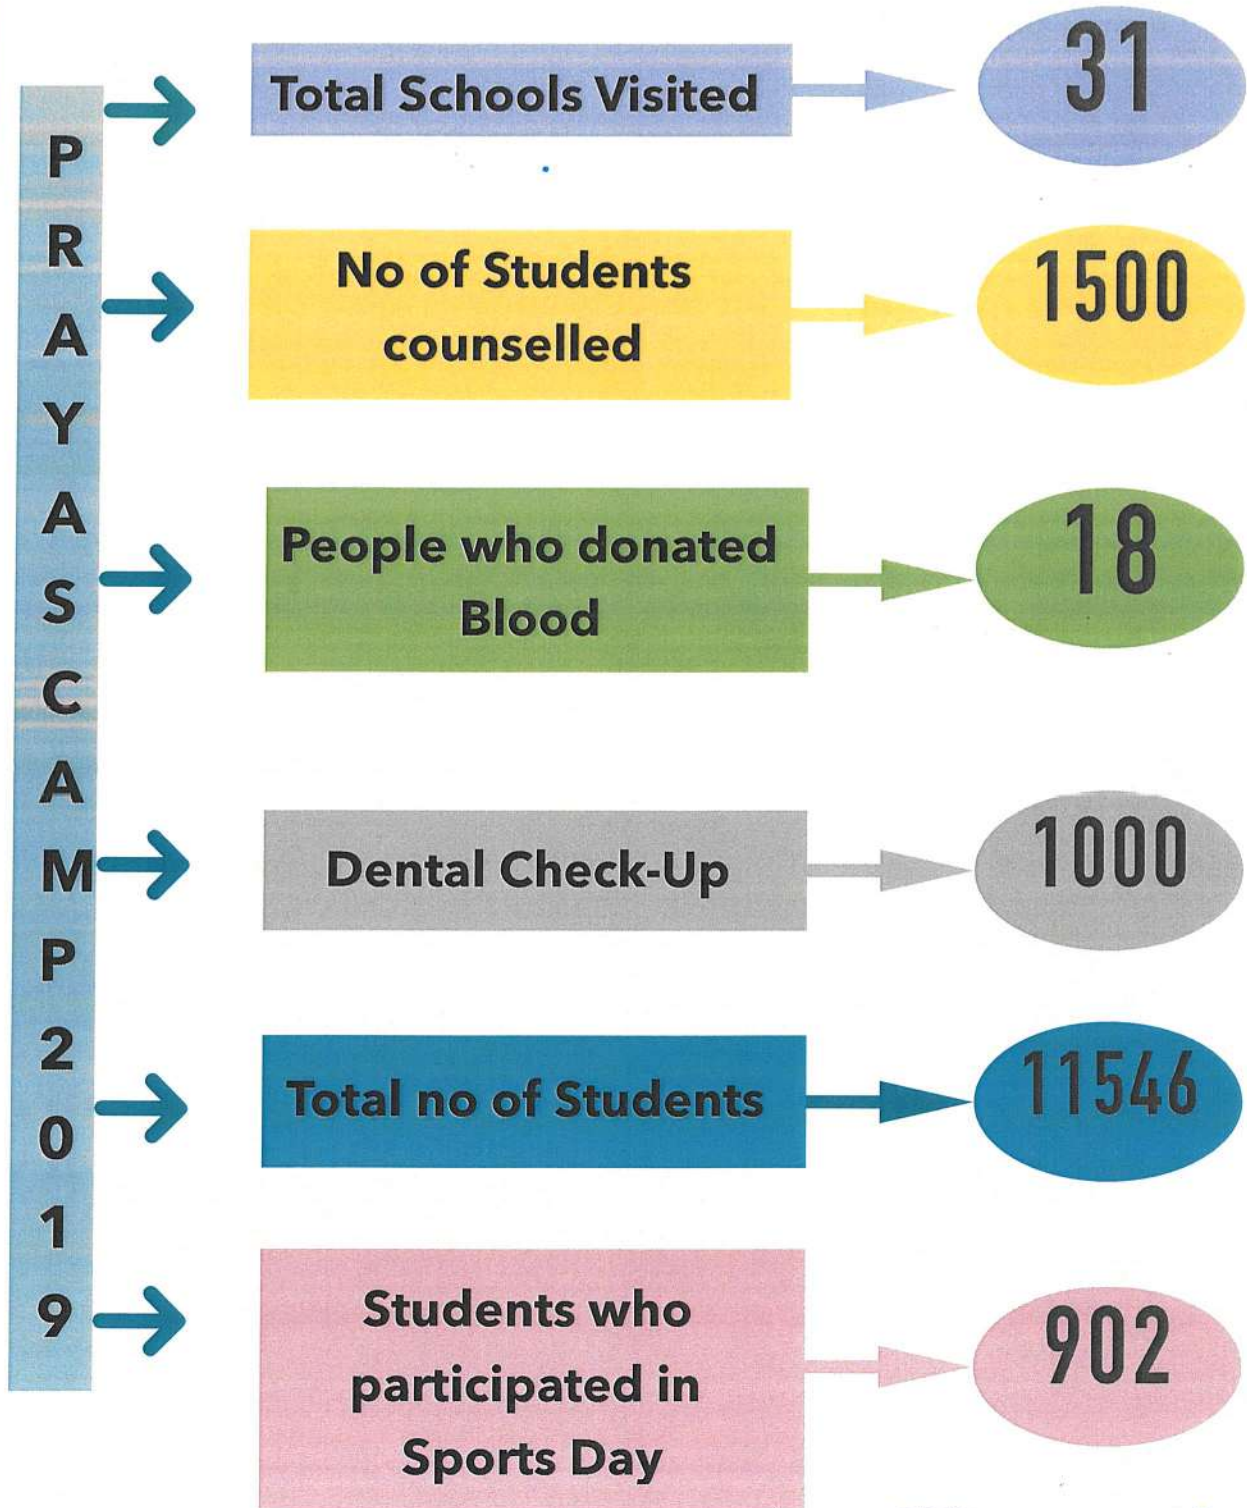 PRAYAS CAMP 2019
Total Schools Visited
31
No of Students
counselled
1500
People who donated
Blood
18
Dental Check-Up
1000
Total no of Students
11546
Students who
participated in
Sports Day
902